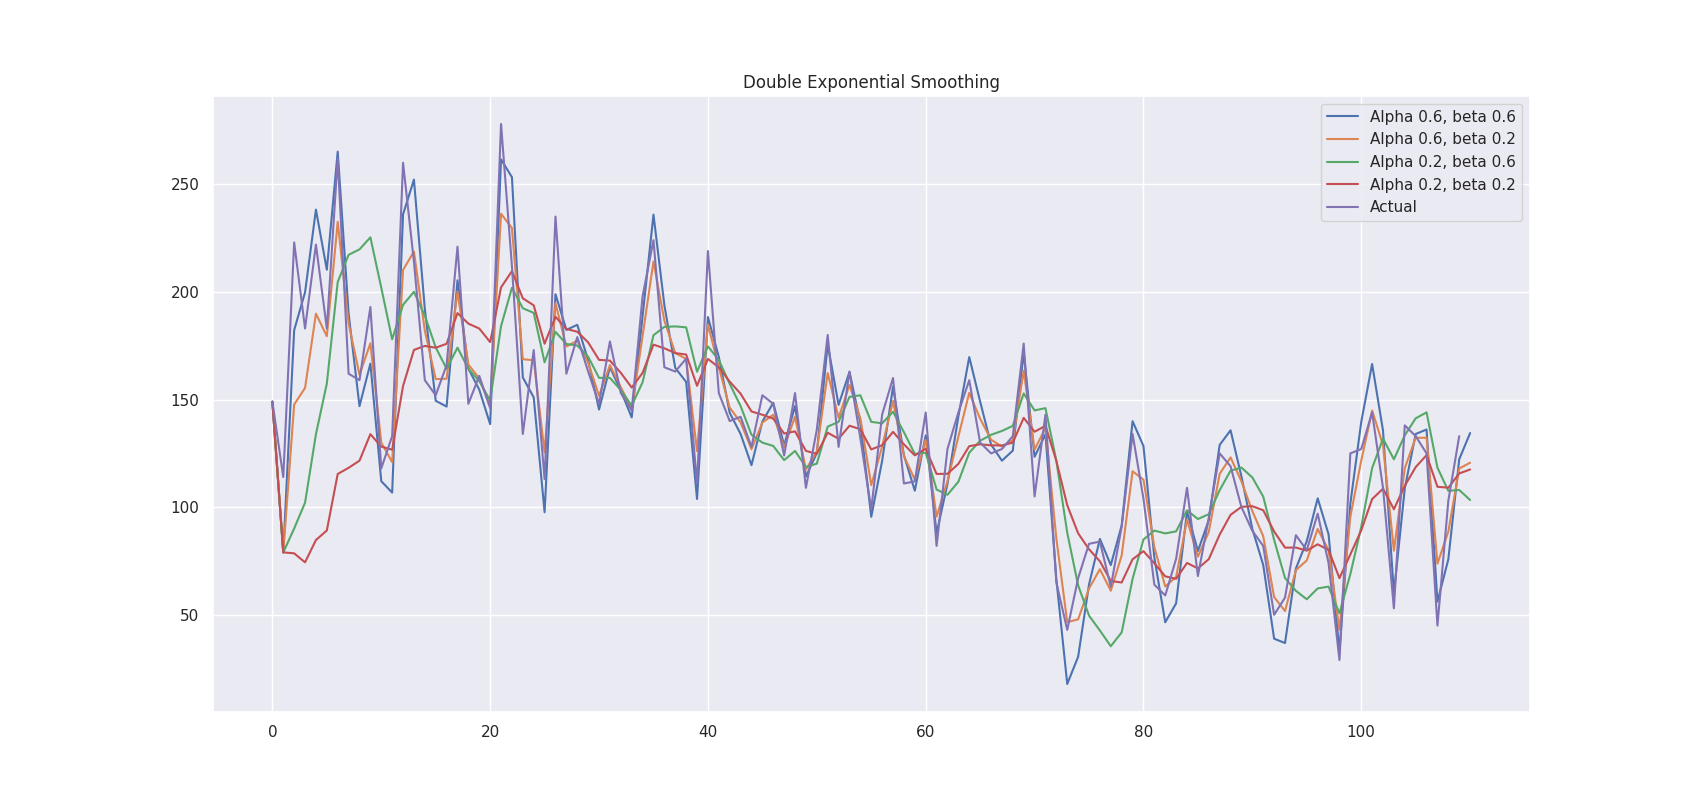 Double Exponential Smoothing
Alpha 0.6, beta 0.6
Alpha 0.6, beta 0.2
Alpha 0.2, beta 0.6
Alpha 0.2, beta 0.2
Actual
250
200
150
100
50
0 20 40 60 80 100